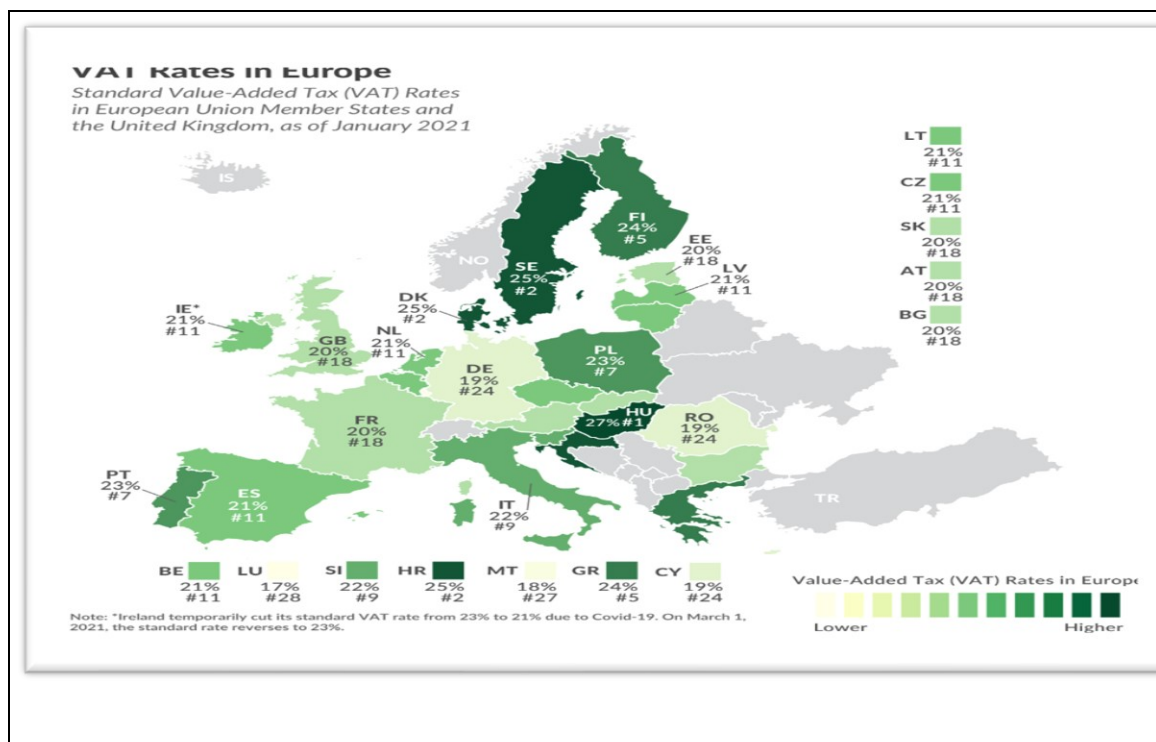 VAT Rates in Europe
Standard Value-Added Tax (VAT) Rates
in European Union Member States and
the United Kingdom, as of January 2021
IS
NO
SE
25%
#2
FI
24%
#5
EE
20%
#18
LV
21%
#11
LT
21%
#11
CZ
21%
#11
SK
20%
#18
AT
20%
#18
BG
20%
#18
DK
25%
#2
IE*
21%
#11
GB
20%
#18
NL
21%
#11
DE
19%
#24
PL
23%
#7
FR
20%
#18
HU
27% #1
RO
19%
#24
PT
23%
#7
ES
21%
#11
IT
22%
#9
TR
BE
21%
#11
LU
17%
#28
SI
22%
#9
HR
25%
#2
MT
18%
#27
GR
24%
#5
CY
19%
#24
Value-Added Tax (VAT) Rates in Europe
Lower
Higher
Note: *Ireland temporarily cut its standard VAT rate from 23% to 21% due to Covid-19. On March 1,
2021, the standard rate reverses to 23%.